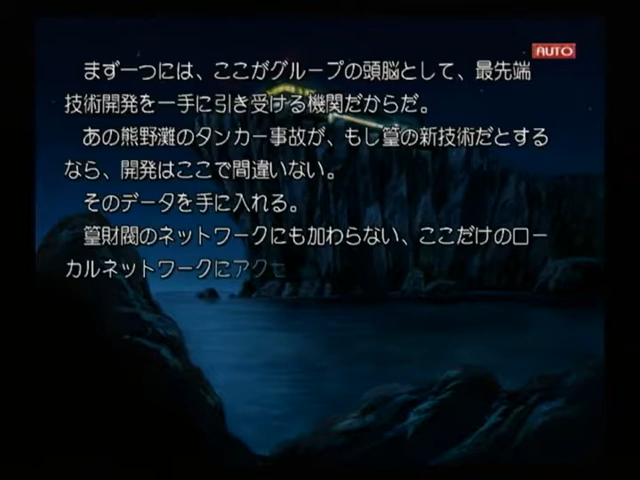 AUTO
まず一つには、ここがグループの頭脳として、最先端
技術開発を一手に引き受ける機関だからだ。
あの熊野灘のタンカー事故が、もし篁の新技術だとする
なら、開発はここで間違いない。
そのデータを手に入れる。
篁財閥のネットワークにも加わらない、ここだけのロー
カルネットワークにアクセ